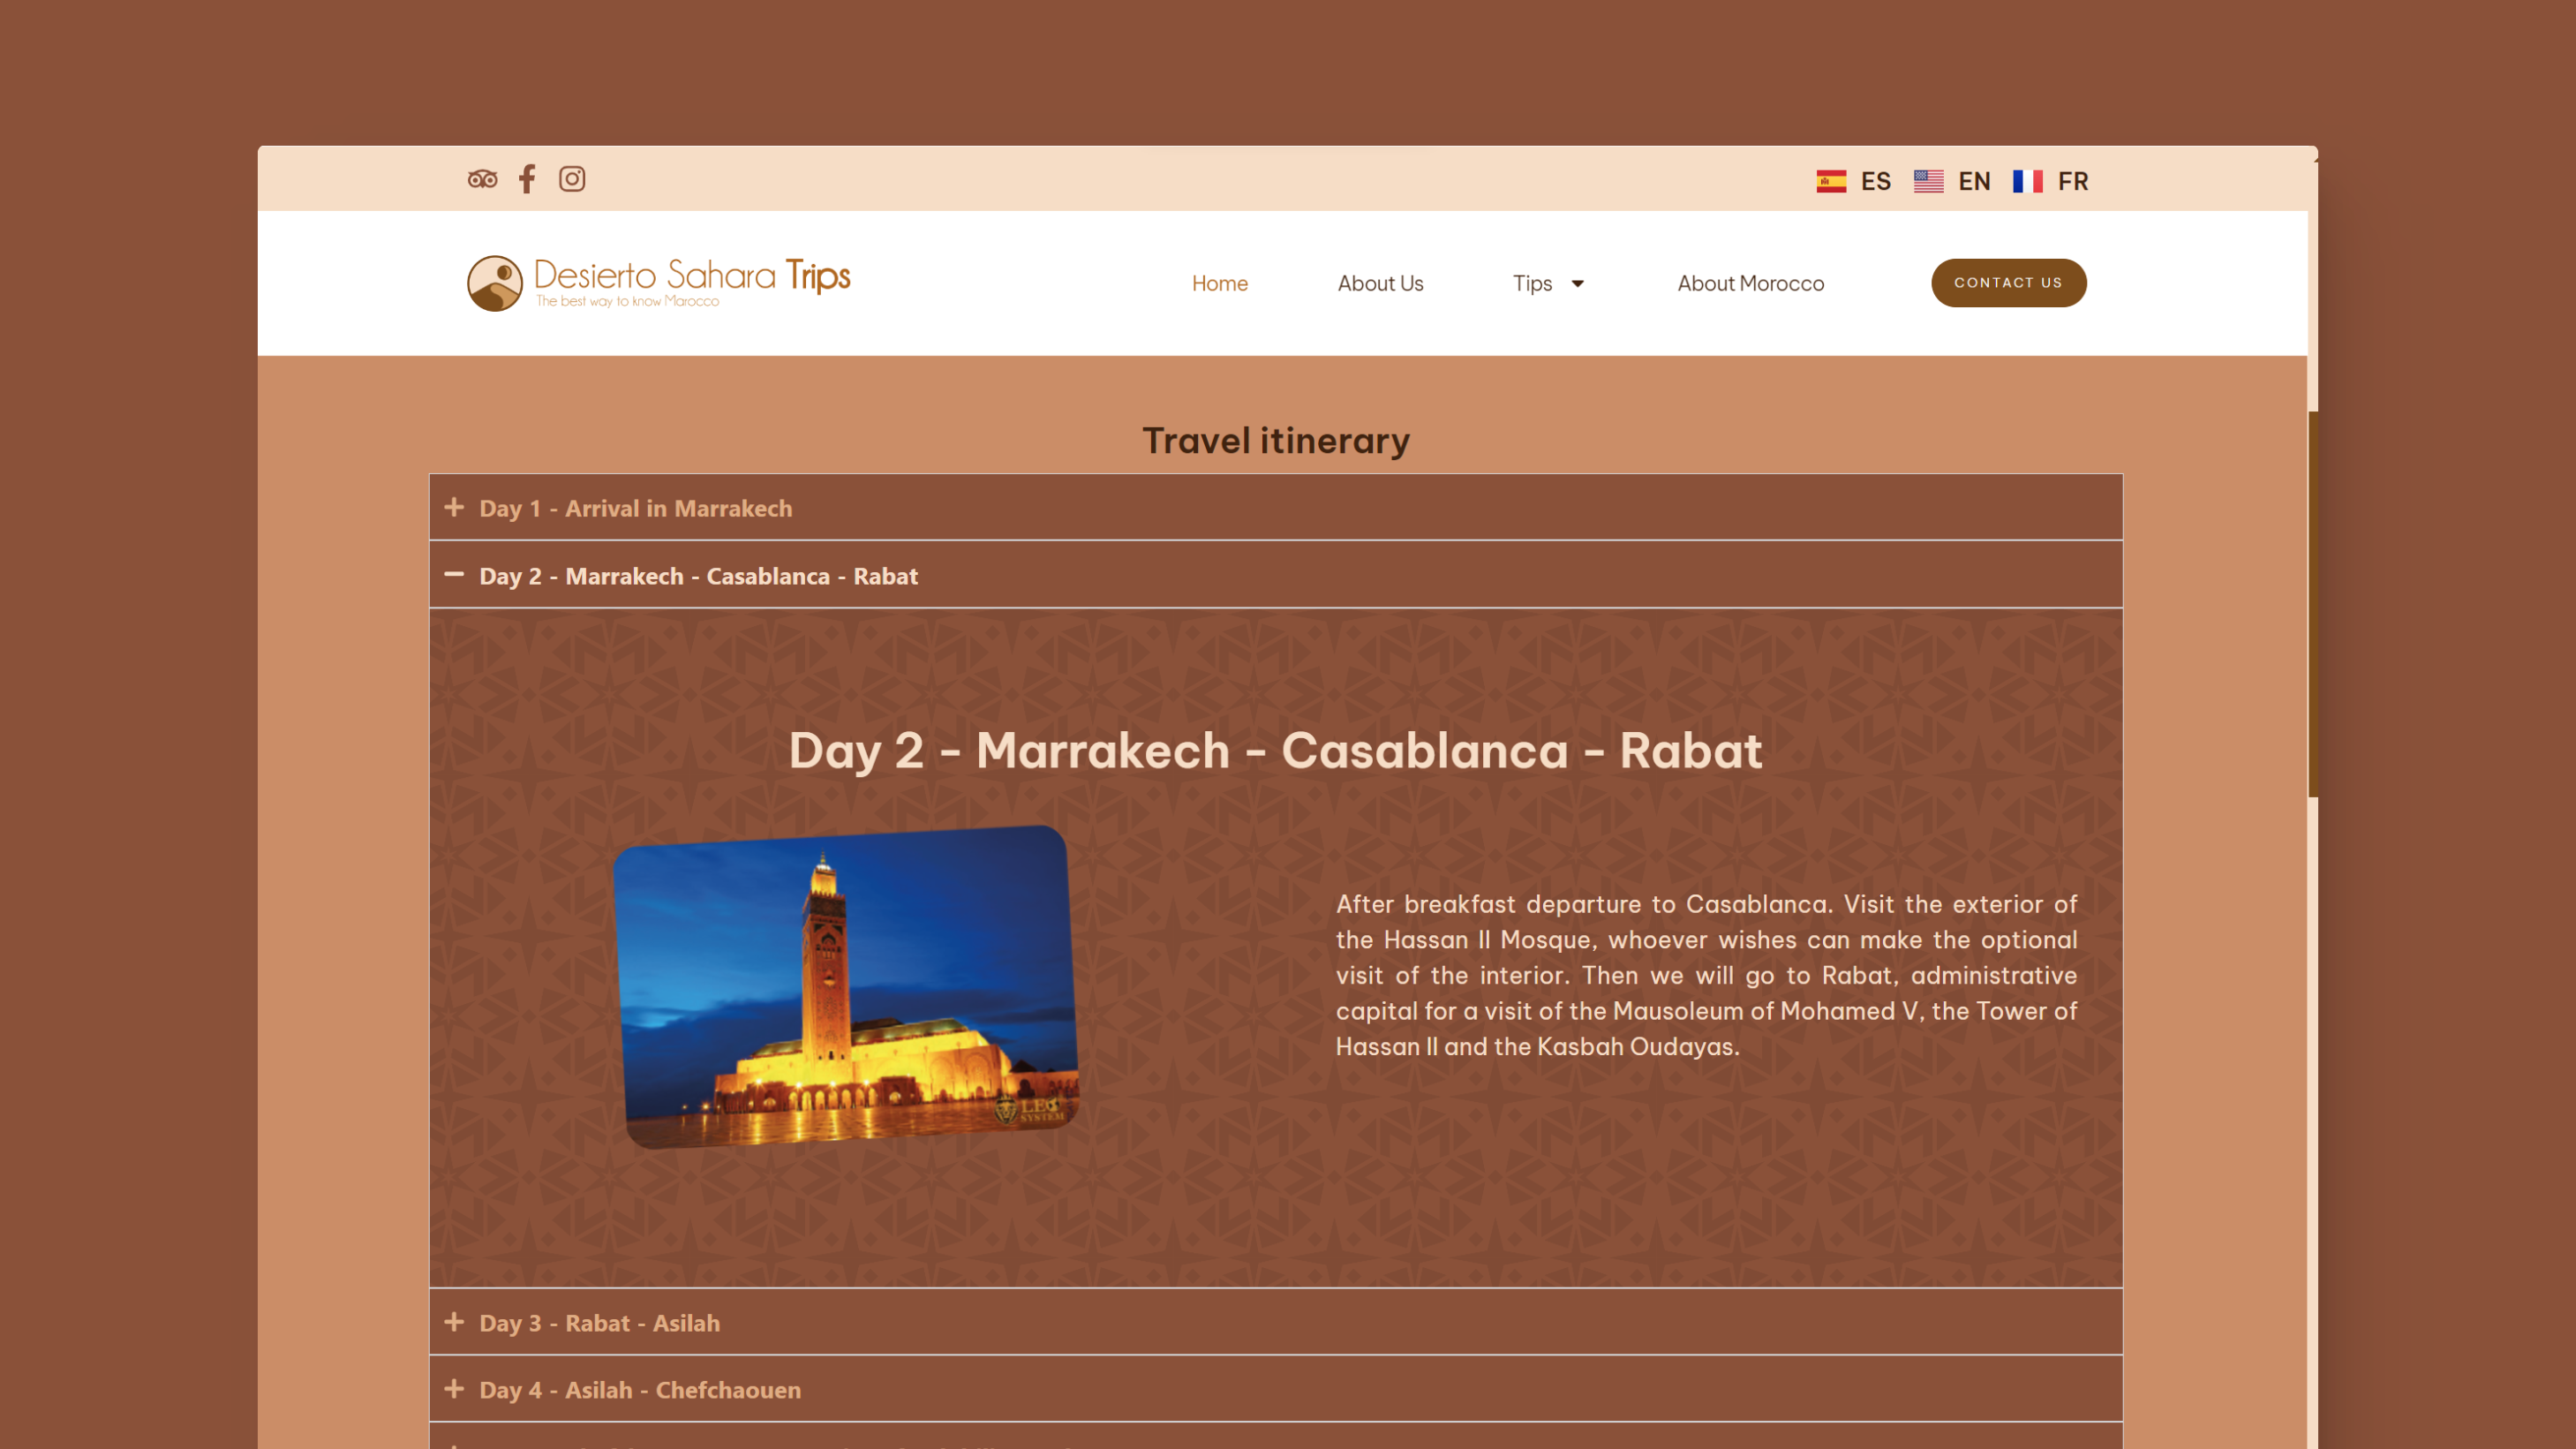 ES EN FR
Desierto Sahara Trips
The best way to know Marocco
Home About Us Tips About Morocco CONTACT US
Travel itinerary
Day 1 - Arrival in Marrakech
Day 2 - Marrakech - Casablanca - Rabat
Day 2 - Marrakech - Casablanca - Rabat
After breakfast departure to Casablanca. Visit the exterior of
the Hassan II Mosque, whoever wishes can make the optional
visit of the interior. Then we will go to Rabat, administrative
capital for a visit of the Mausoleum of Mohamed V, the Tower of
Hassan II and the Kasbah Oudayas.
LEO
SYSTEM
Day 3 - Rabat - Asilah
Day 4 - Asilah - Chefchaouen